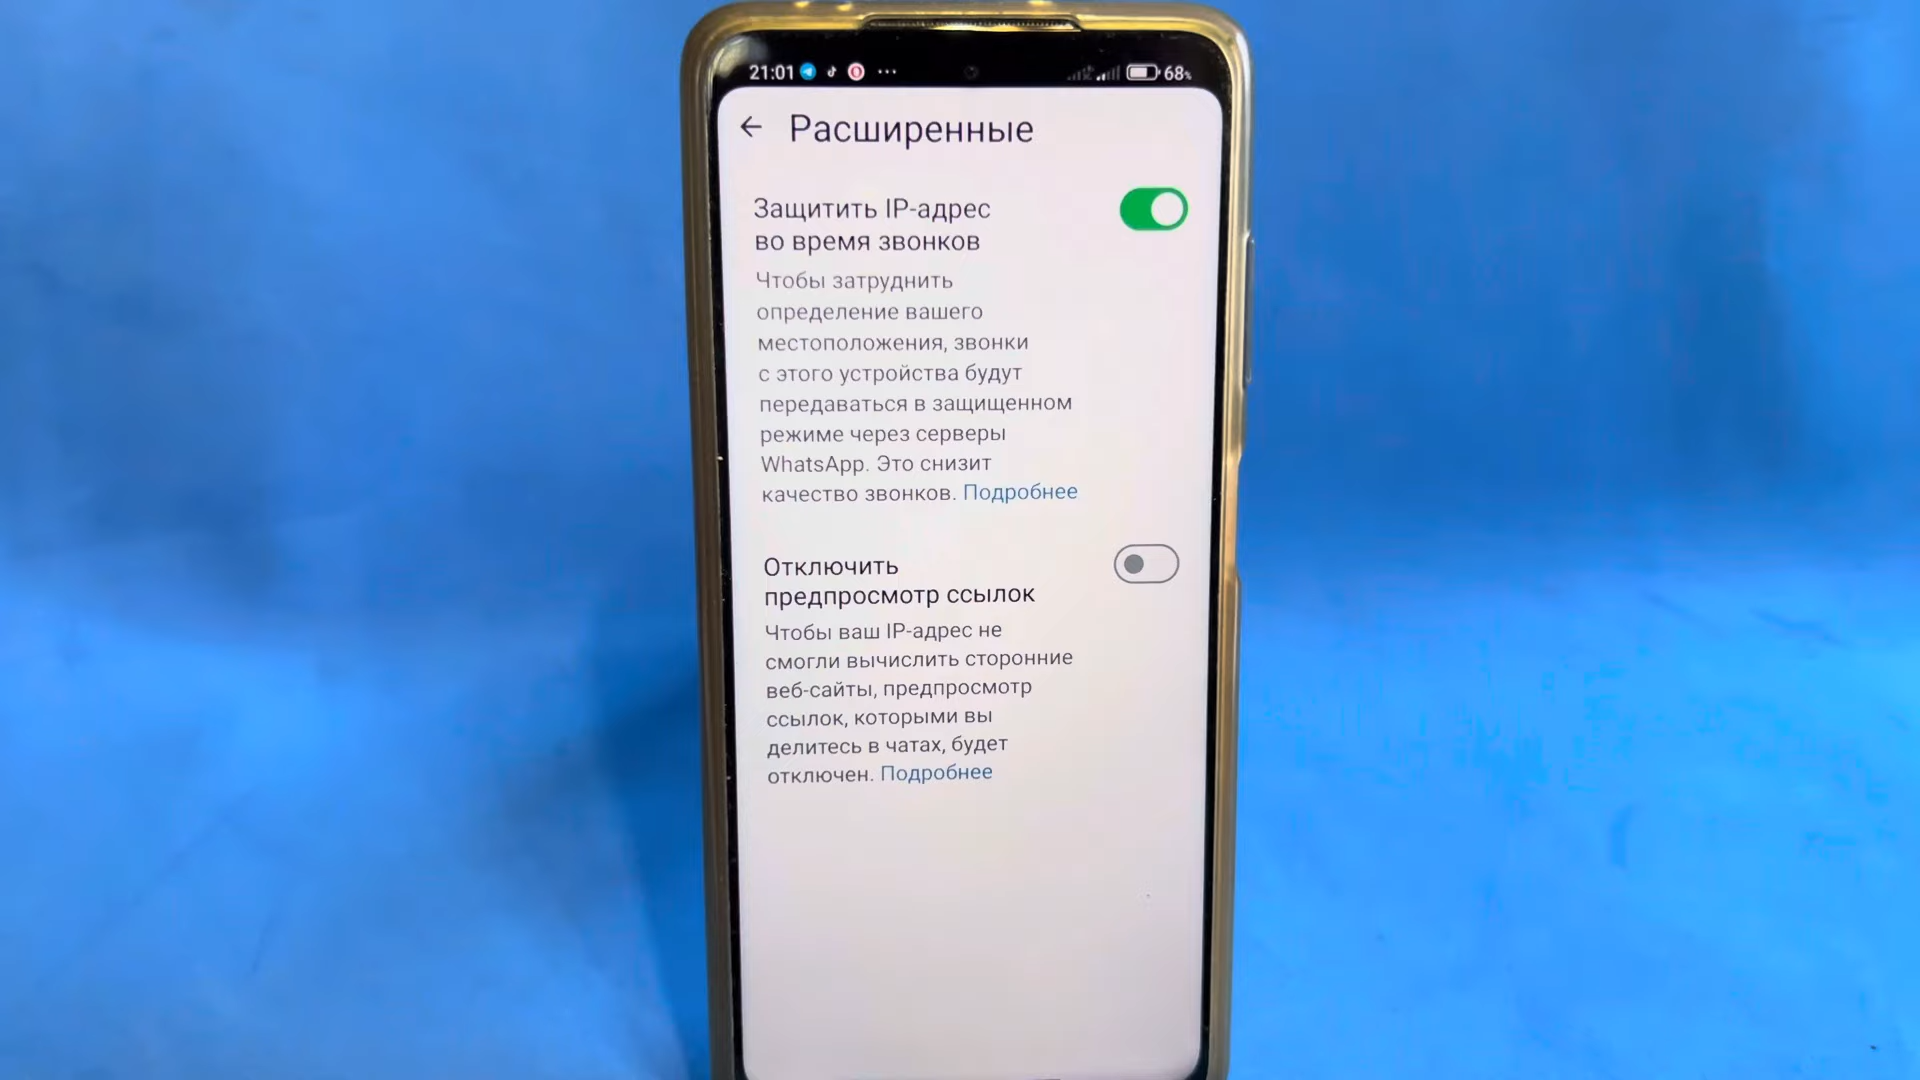 21:01 68%
Расширенные
Защитить IP-адрес
во время звонков
Чтобы затруднить
определение вашего
местоположения, звонки
с этого устройства будут
передаваться в защищенном
режиме через серверы
WhatsApp. Это снизит
качество звонков. Подробнее
Отключить
предпросмотр ссылок
Чтобы ваш IP-адрес не
смогли вычислить сторонние
веб-сайты, предпросмотр
ссылок, которыми вы
делитесь в чатах, будет
отключен. Подробнее